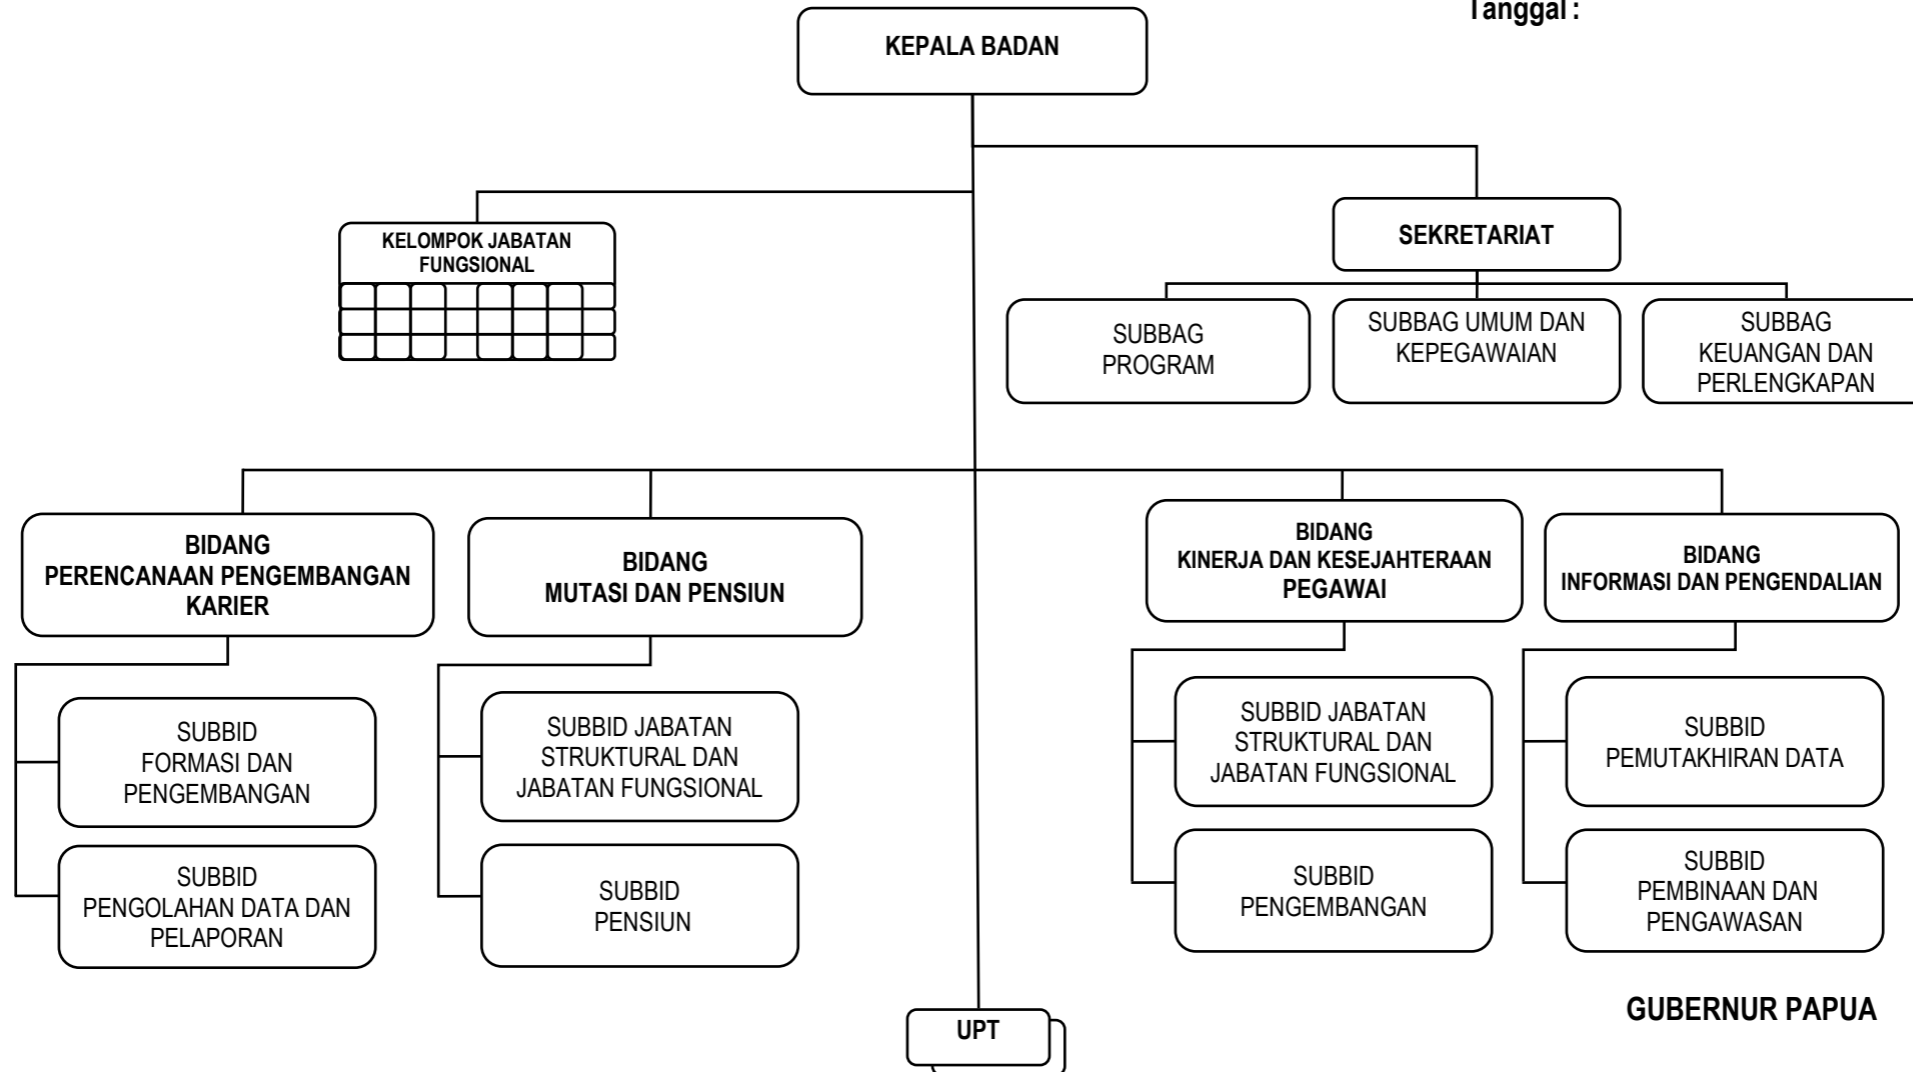 Tanggal :
KEPALA BADAN
KELOMPOK JABATAN
FUNGSIONAL
SEKRETARIAT
SUBBAG
PROGRAM
SUBBAG UMUM DAN
KEPEGAWAIAN
SUBBAG
KEUANGAN DAN
PERLENGKAPAN
BIDANG
PERENCANAAN PENGEMBANGAN
KARIER
BIDANG
MUTASI DAN PENSIUN
BIDANG
KINERJA DAN KESEJAHTERAAN
PEGAWAI
BIDANG
INFORMASI DAN PENGENDALIAN
SUBBID
FORMASI DAN
PENGEMBANGAN
SUBBID
PENGOLAHAN DATA DAN
PELAPORAN
SUBBID JABATAN
STRUKTURAL DAN
JABATAN FUNGSIONAL
SUBBID
PENSIUN
SUBBID JABATAN
STRUKTURAL DAN
JABATAN FUNGSIONAL
SUBBID
PENGEMBANGAN
SUBBID
PEMUTAKHIRAN DATA
SUBBID
PEMBINAAN DAN
PENGAWASAN
UPT
GUBERNUR PAPUA